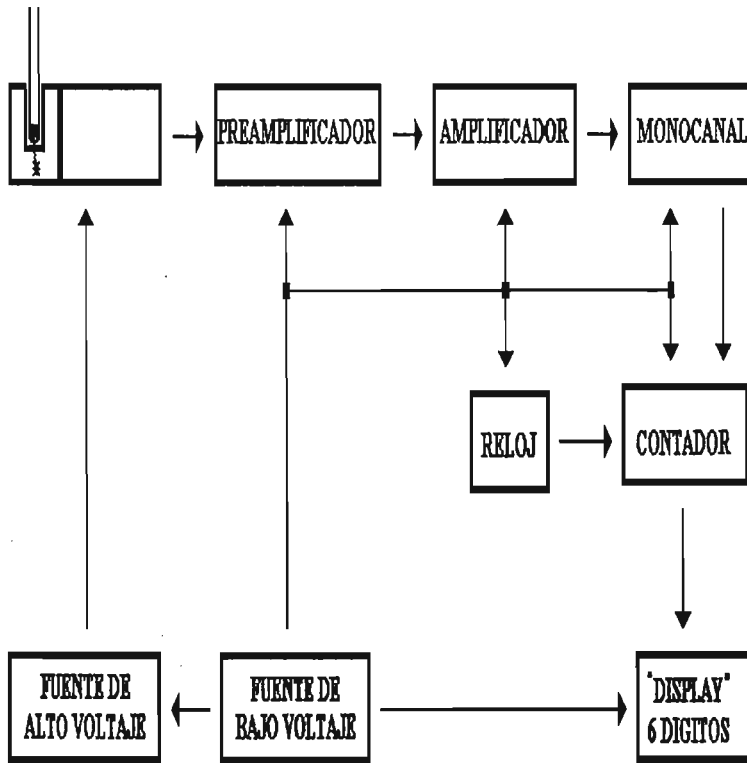 PREAMPLIFICADOR
AMPLIFICADOR
MONOCANAL
RELOJ
CONTADOR
FUENTE DE
ALTO VOLTAJE
FUENTE DE
BAJO VOLTAJE
"DISPLAY"
6 DIGITOS